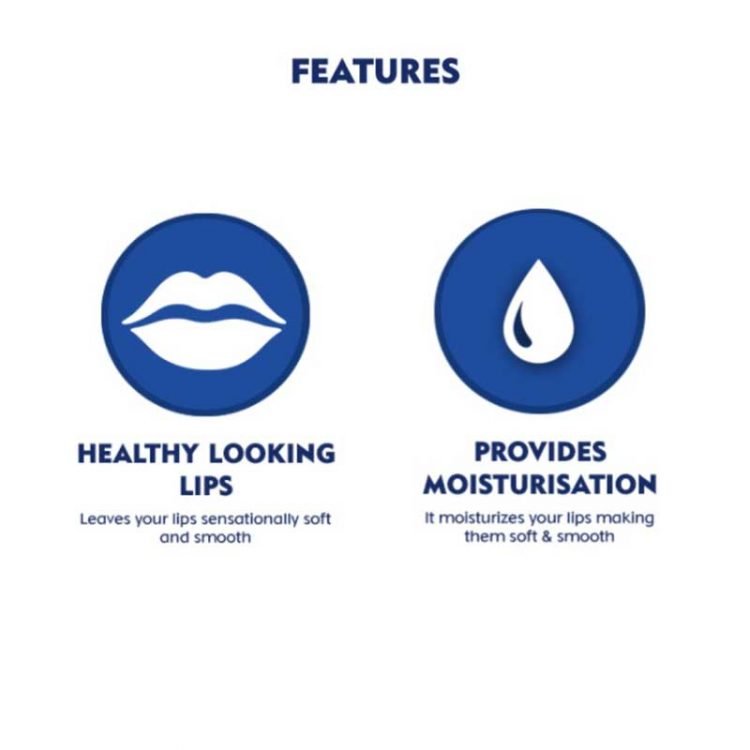 FEATURES
HEALTHY LOOKING
LIPS
Leaves your lips sensationally soft
and smooth
PROVIDES
MOISTURISATION
It moisturizes your lips making
them soft & smooth